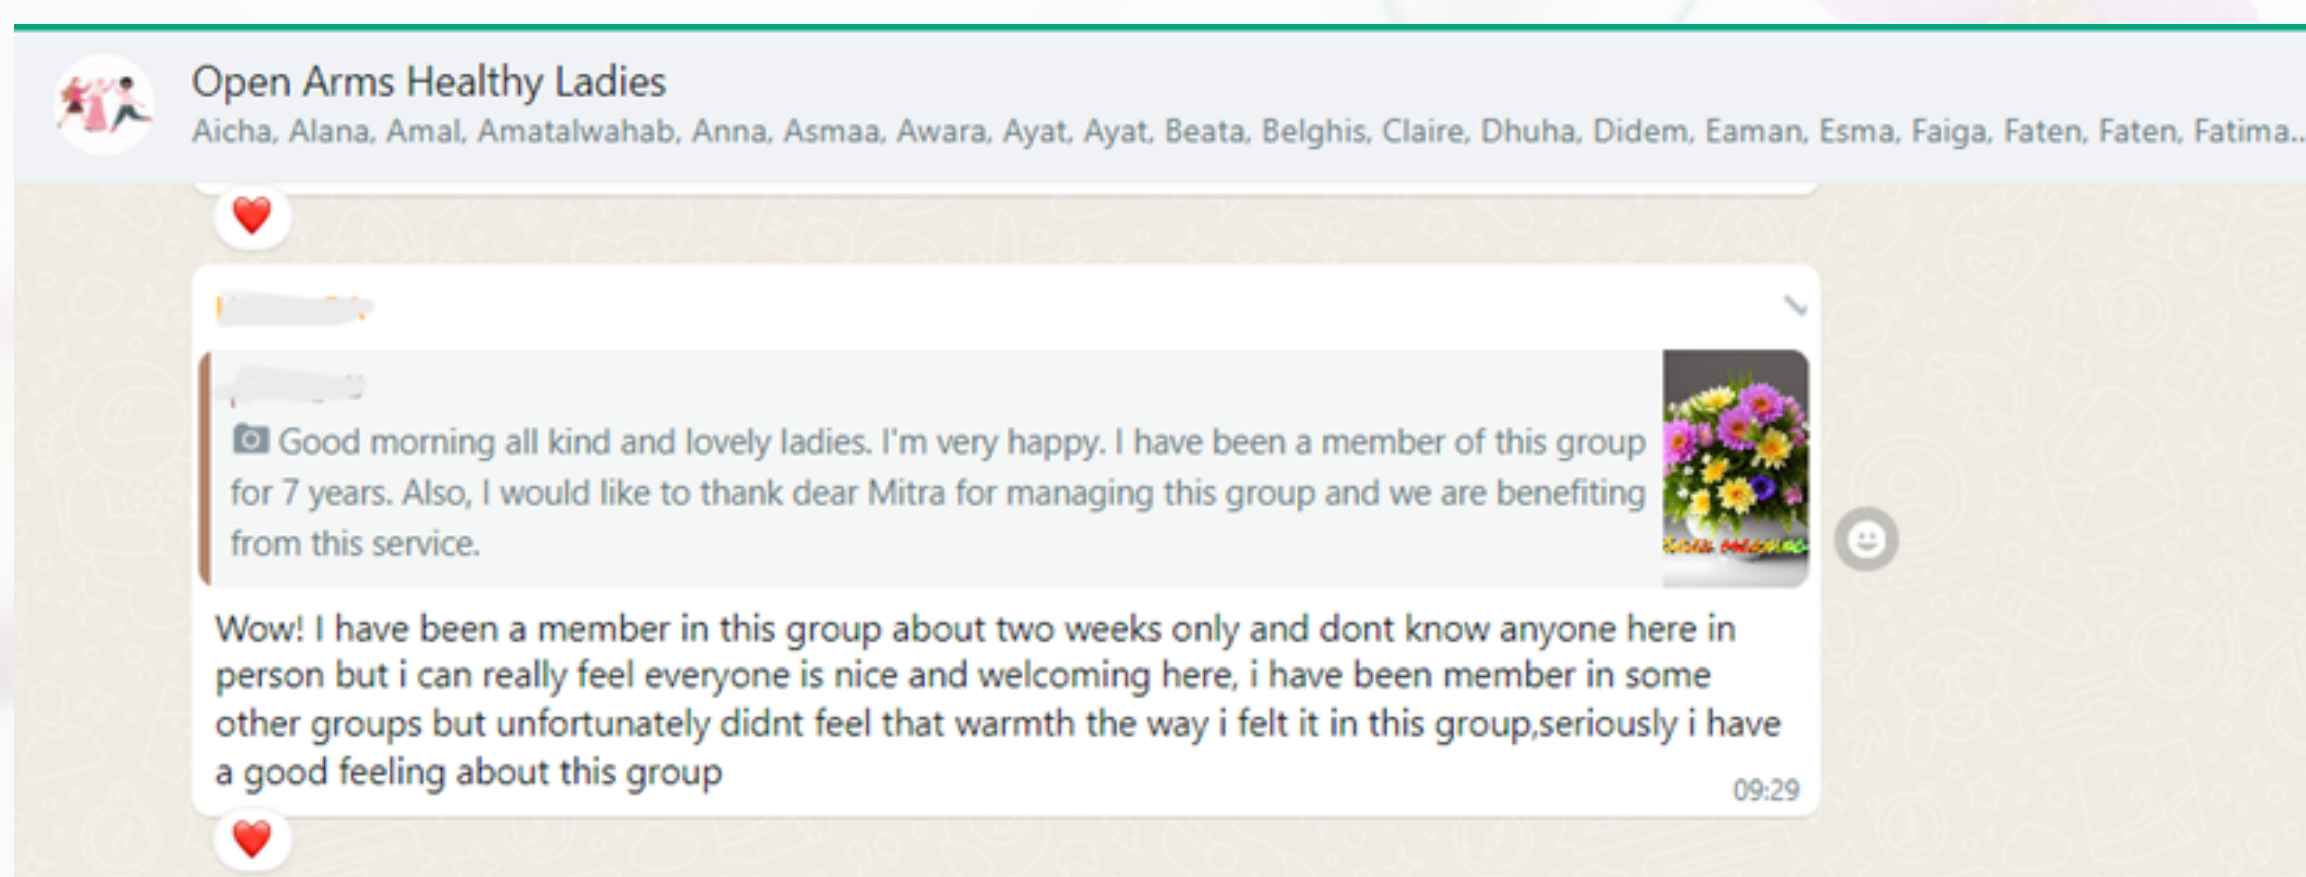 Open Arms Healthy Ladies
Aicha, Alana, Amal, Amatalwahab, Anna, Asmaa, Awara, Ayat, Ayat, Beata, Belghis, Claire, Dhuha, Didem, Eaman, Esma, Faiga, Faten, Faten, Fatima...
Good morning all kind and lovely ladies. I'm very happy. I have been a member of this group
for 7 years. Also, I would like to thank dear Mitra for managing this group and we are benefiting
from this service.
GOOD MORNING
Wow! I have been a member in this group about two weeks only and dont know anyone here in
person but i can really feel everyone is nice and welcoming here, i have been member in some
other groups but unfortunately didnt feel that warmth the way i felt it in this group,seriously i have
a good feeling about this group
09:29